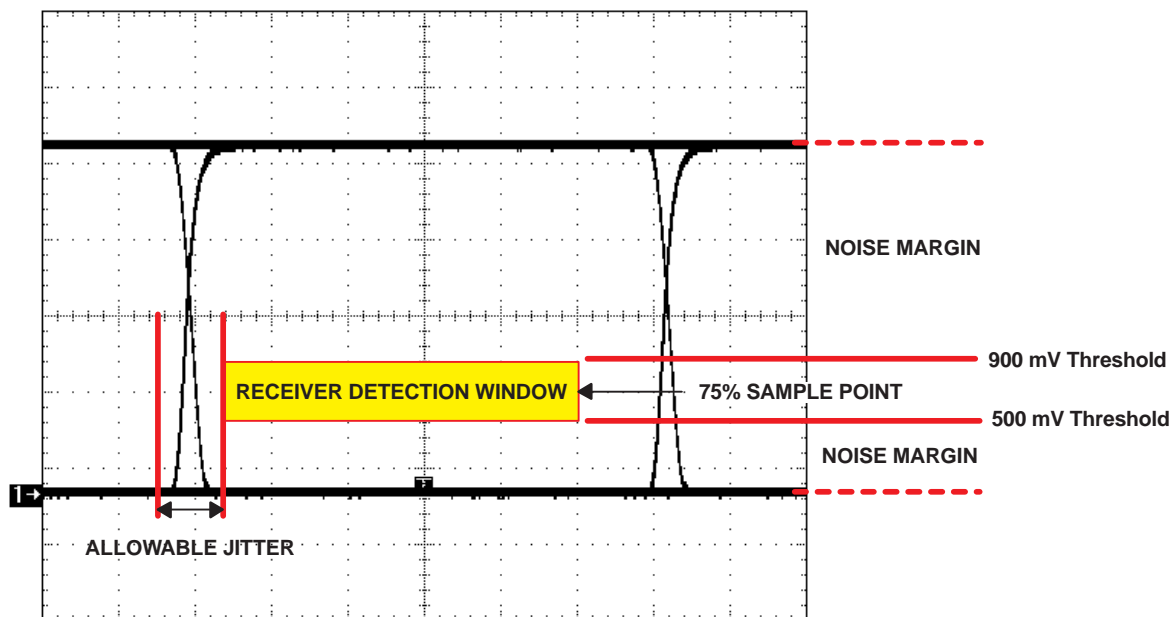 NOISE MARGIN
900 mV Threshold
RECEIVER DETECTION WINDOW
75% SAMPLE POINT
500 mV Threshold
NOISE MARGIN
1
ALLOWABLE JITTER